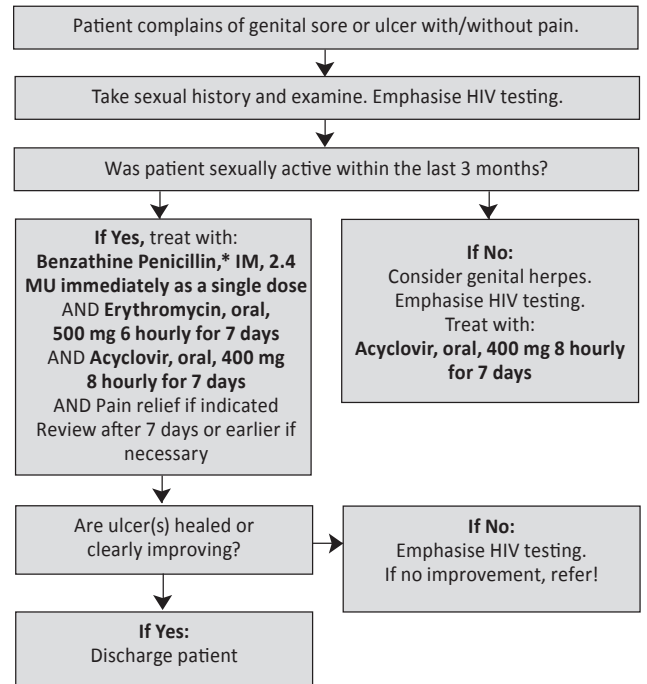 Patient complains of genital sore or ulcer with/without pain.
Take sexual history and examine. Emphasise HIV testing.
Was patient sexually active within the last 3 months?
If Yes, treat with:
Benzathine Penicillin,* IM, 2.4
MU immediately as a single dose
AND Erythromycin, oral,
500 mg 6 hourly for 7 days
AND Acyclovir, oral, 400 mg
8 hourly for 7 days
AND Pain relief if indicated
Review after 7 days or earlier if
necessary
If No:
Consider genital herpes.
Emphasise HIV testing.
Treat with:
Acyclovir, oral, 400 mg 8 hourly
for 7 days
Are ulcer(s) healed or
clearly improving?
If No:
Emphasise HIV testing.
If no improvement, refer!
If Yes:
Discharge patient